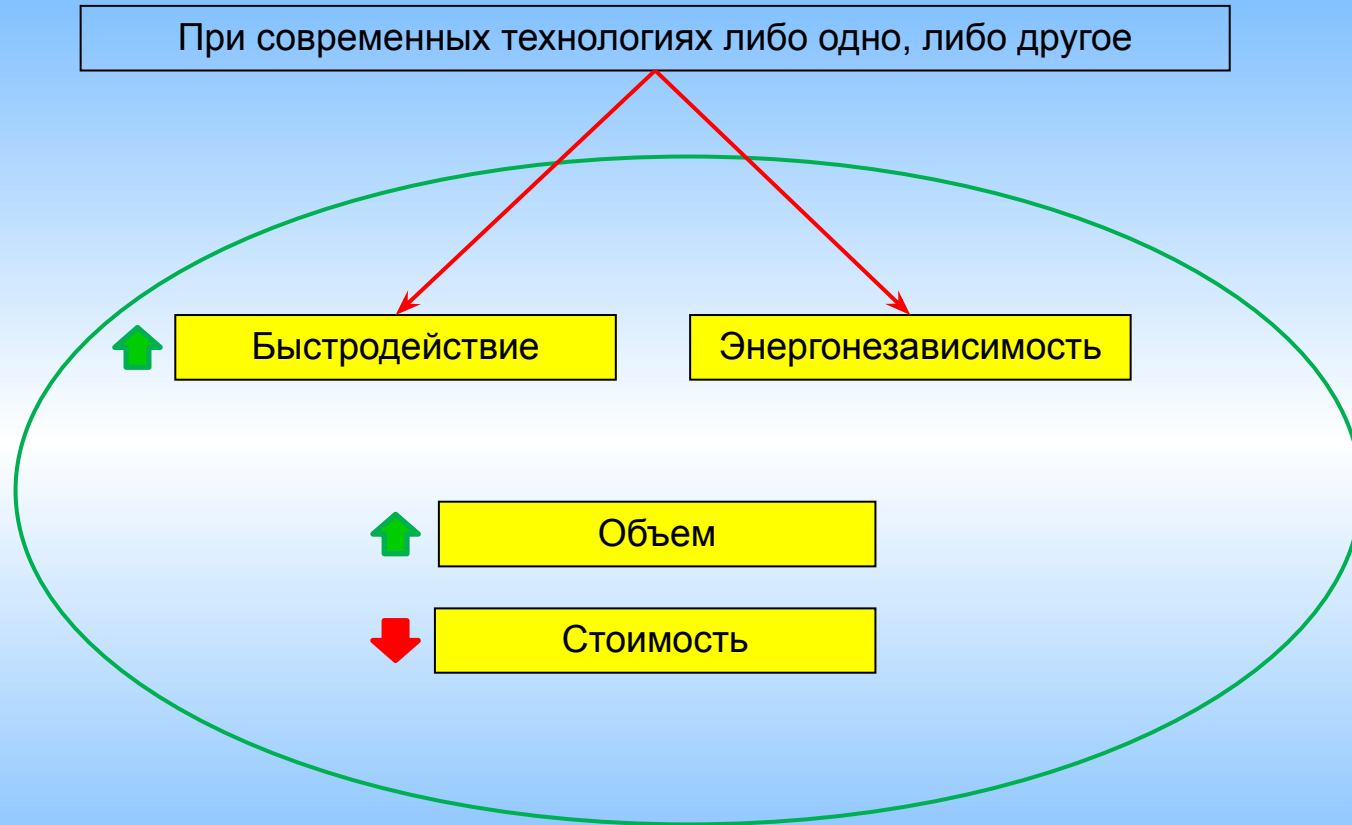 При современных технологиях либо одно, либо другое
Быстродействие
Энергонезависимость
Объем
Стоимость